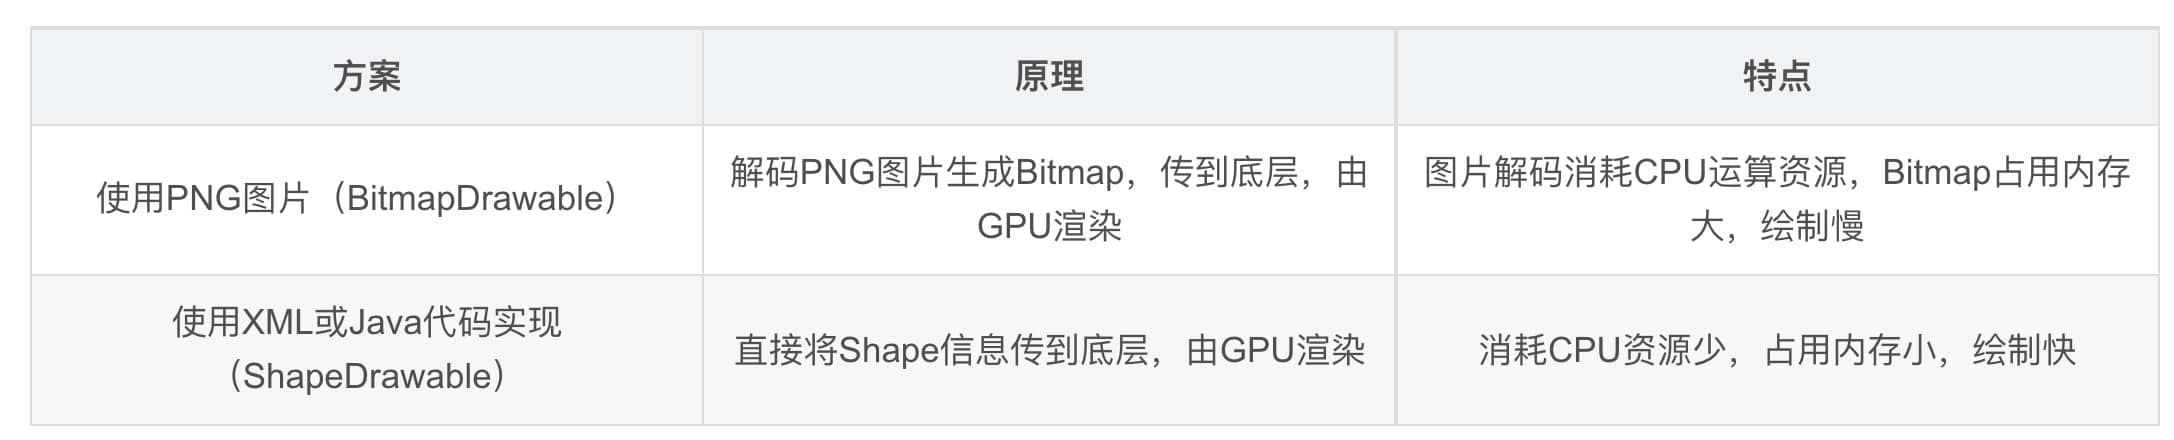 方案
原理
特点
使用PNG图片（BitmapDrawable）
解码PNG图片生成Bitmap，传到底层，由
GPU渲染
图片解码消耗CPU运算资源，Bitmap占用内存
大，绘制慢
使用XML或Java代码实现
（ShapeDrawable）
直接将Shape信息传到底层，由GPU渲染
消耗CPU资源少，占用内存小，绘制快